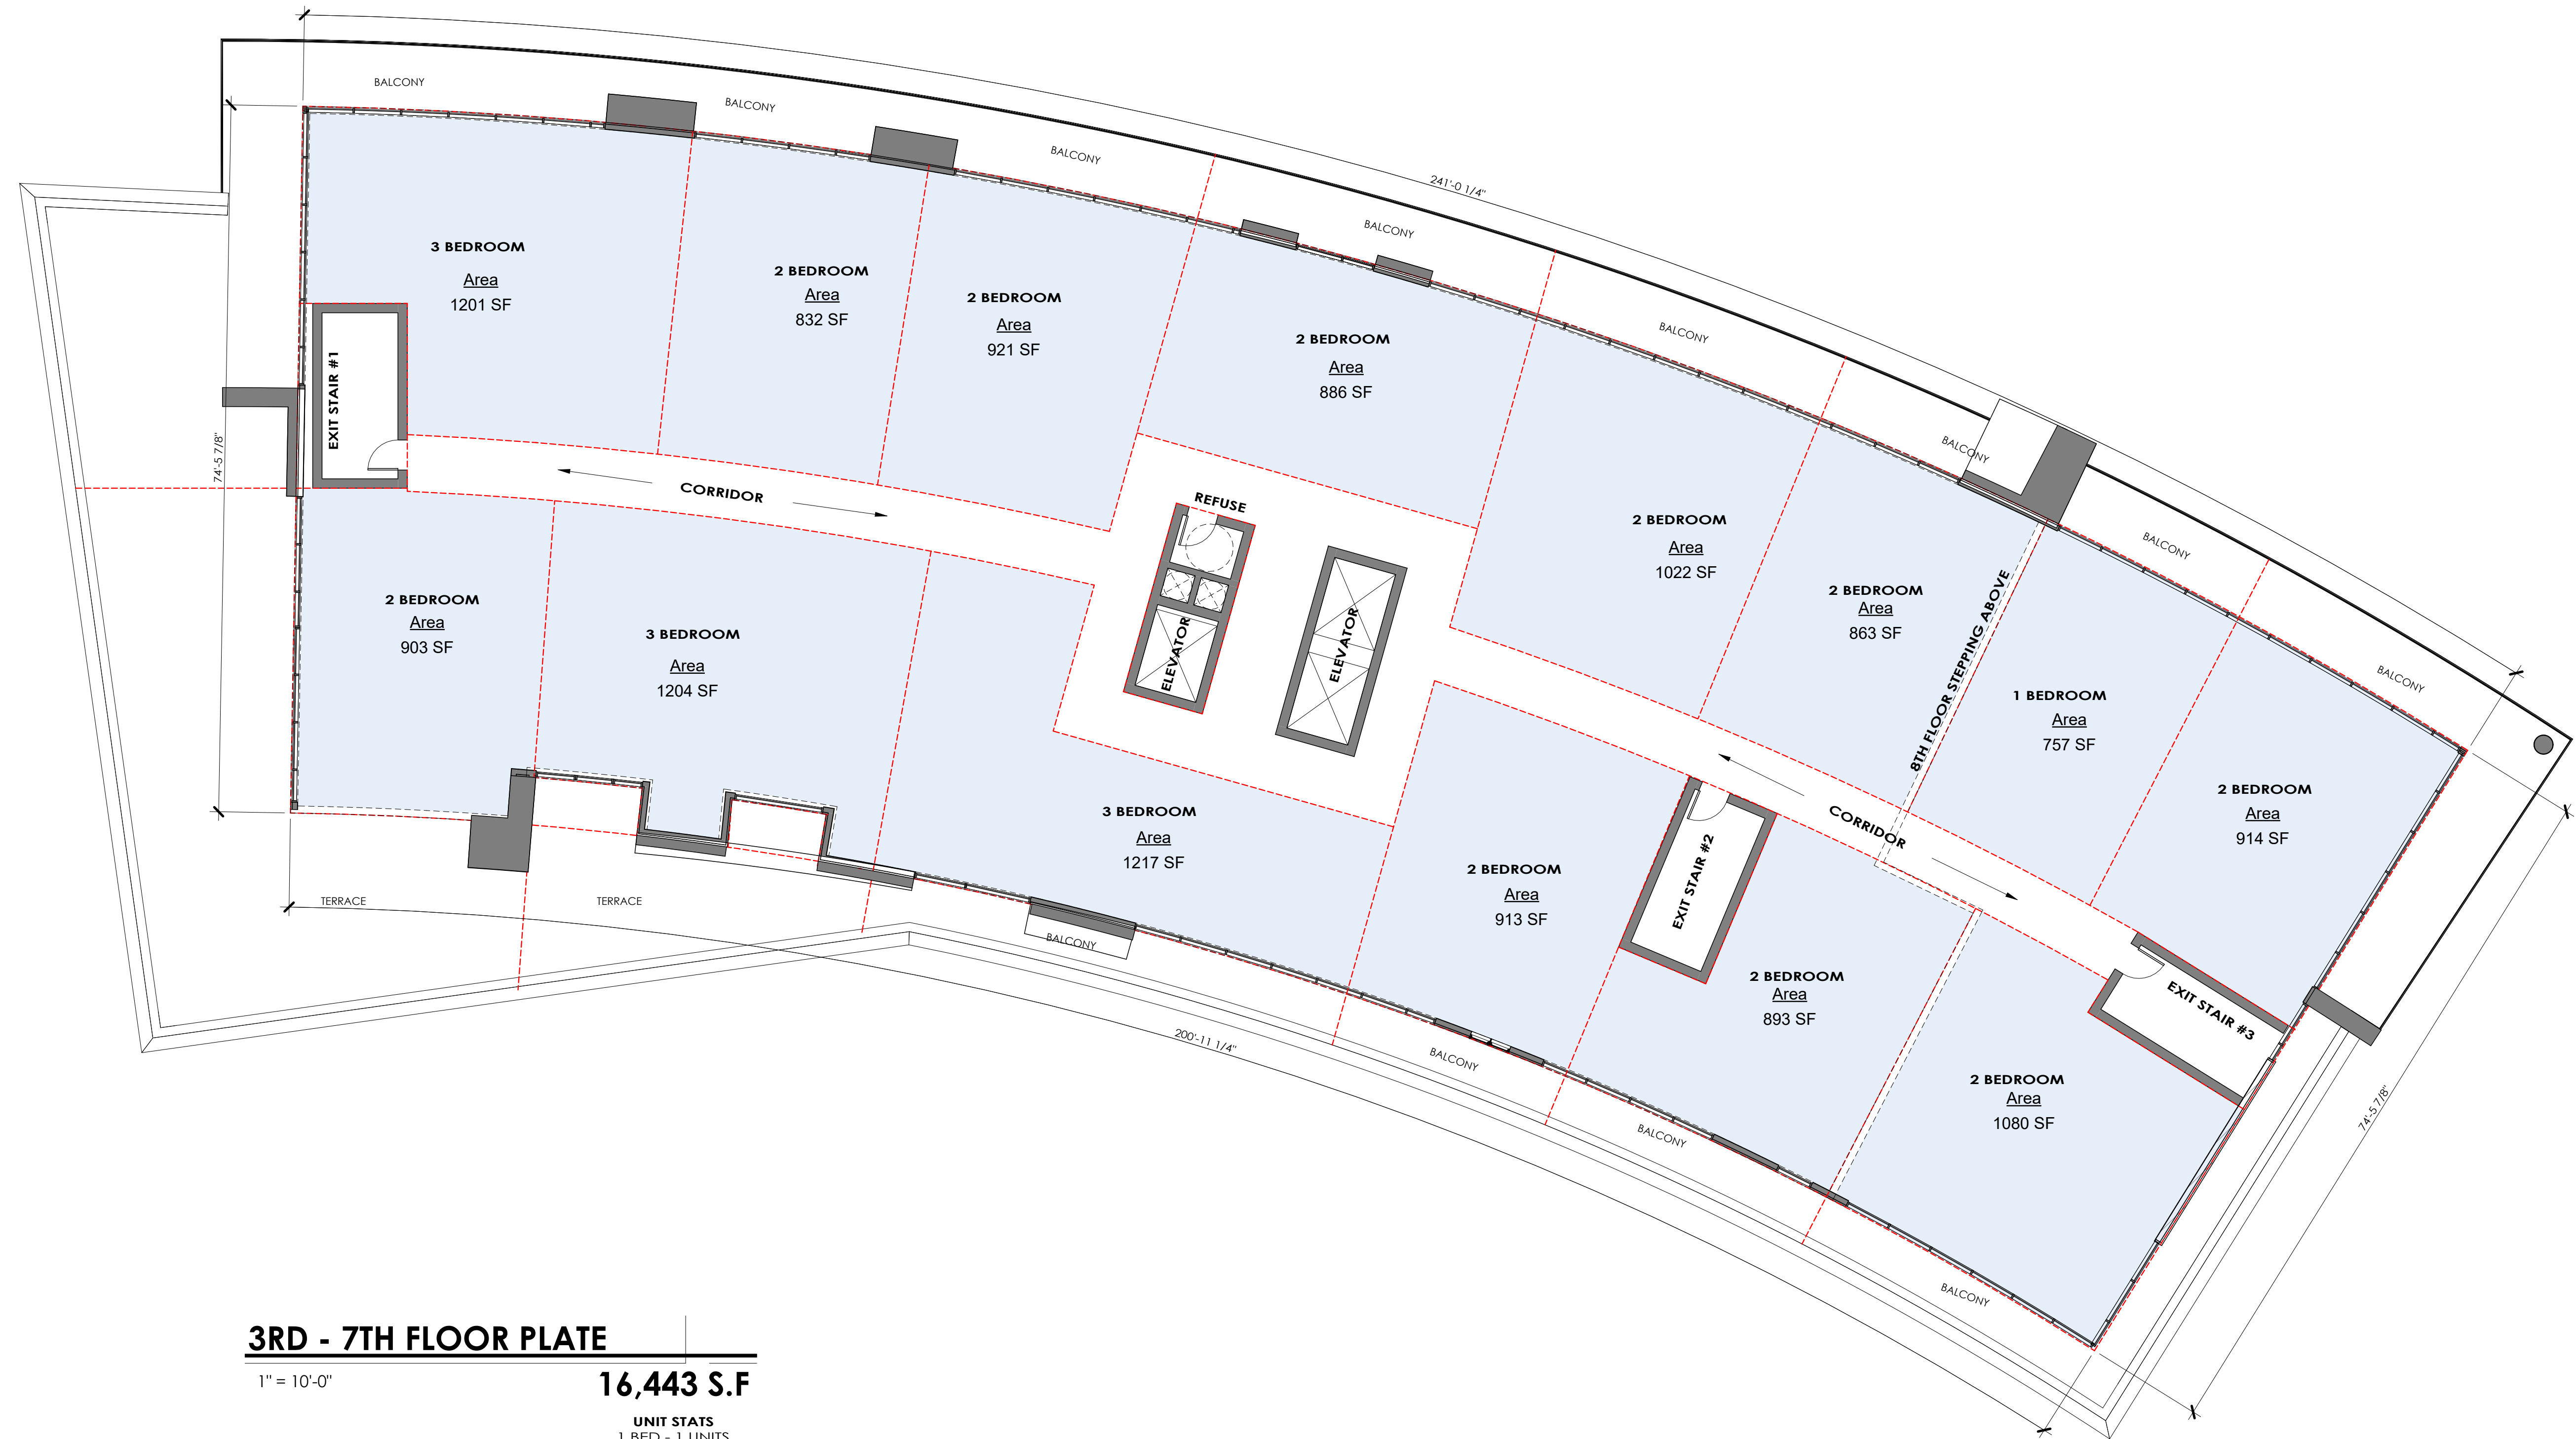 BALCONY
BALCONY
BALCONY
241'-0 1/4"
BALCONY
BALCONY
BALCONY
BALCONY
BALCONY
3 BEDROOM
Area
1201 SF
2 BEDROOM
Area
832 SF
2 BEDROOM
Area
921 SF
2 BEDROOM
Area
886 SF
2 BEDROOM
Area
1022 SF
2 BEDROOM
Area
863 SF
8TH FLOOR STEPPING ABOVE
1 BEDROOM
Area
757 SF
2 BEDROOM
Area
914 SF
EXIT STAIR #1
74'-5 7/8"
CORRIDOR
REFUSE
ELEVATOR
ELEVATOR
CORRIDOR
2 BEDROOM
Area
903 SF
3 BEDROOM
Area
1204 SF
3 BEDROOM
Area
1217 SF
2 BEDROOM
Area
913 SF
EXIT STAIR #2
2 BEDROOM
Area
893 SF
EXIT STAIR #3
2 BEDROOM
Area
1080 SF
74'-5 7/8"
TERRACE
TERRACE
BALCONY
200'-11 1/4"
BALCONY
BALCONY
BALCONY
3RD - 7TH FLOOR PLATE
1" = 10'-0"
16,443 S.F
UNIT STATS
1 BED - 1 UNITS